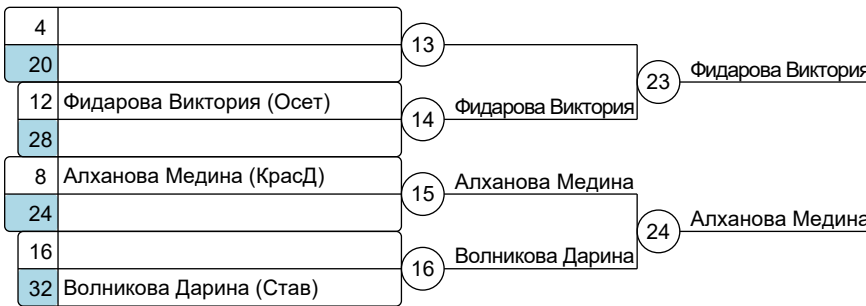 4
13
20
23 Фидарова Виктория
12 Фидарова Виктория (Осет)
14 Фидарова Виктория
28
8 Алханова Медина (КрасД)
15 Алханова Медина
24
24 Алханова Медина
16
16 Волникова Дарина
32 Волникова Дарина (Став)